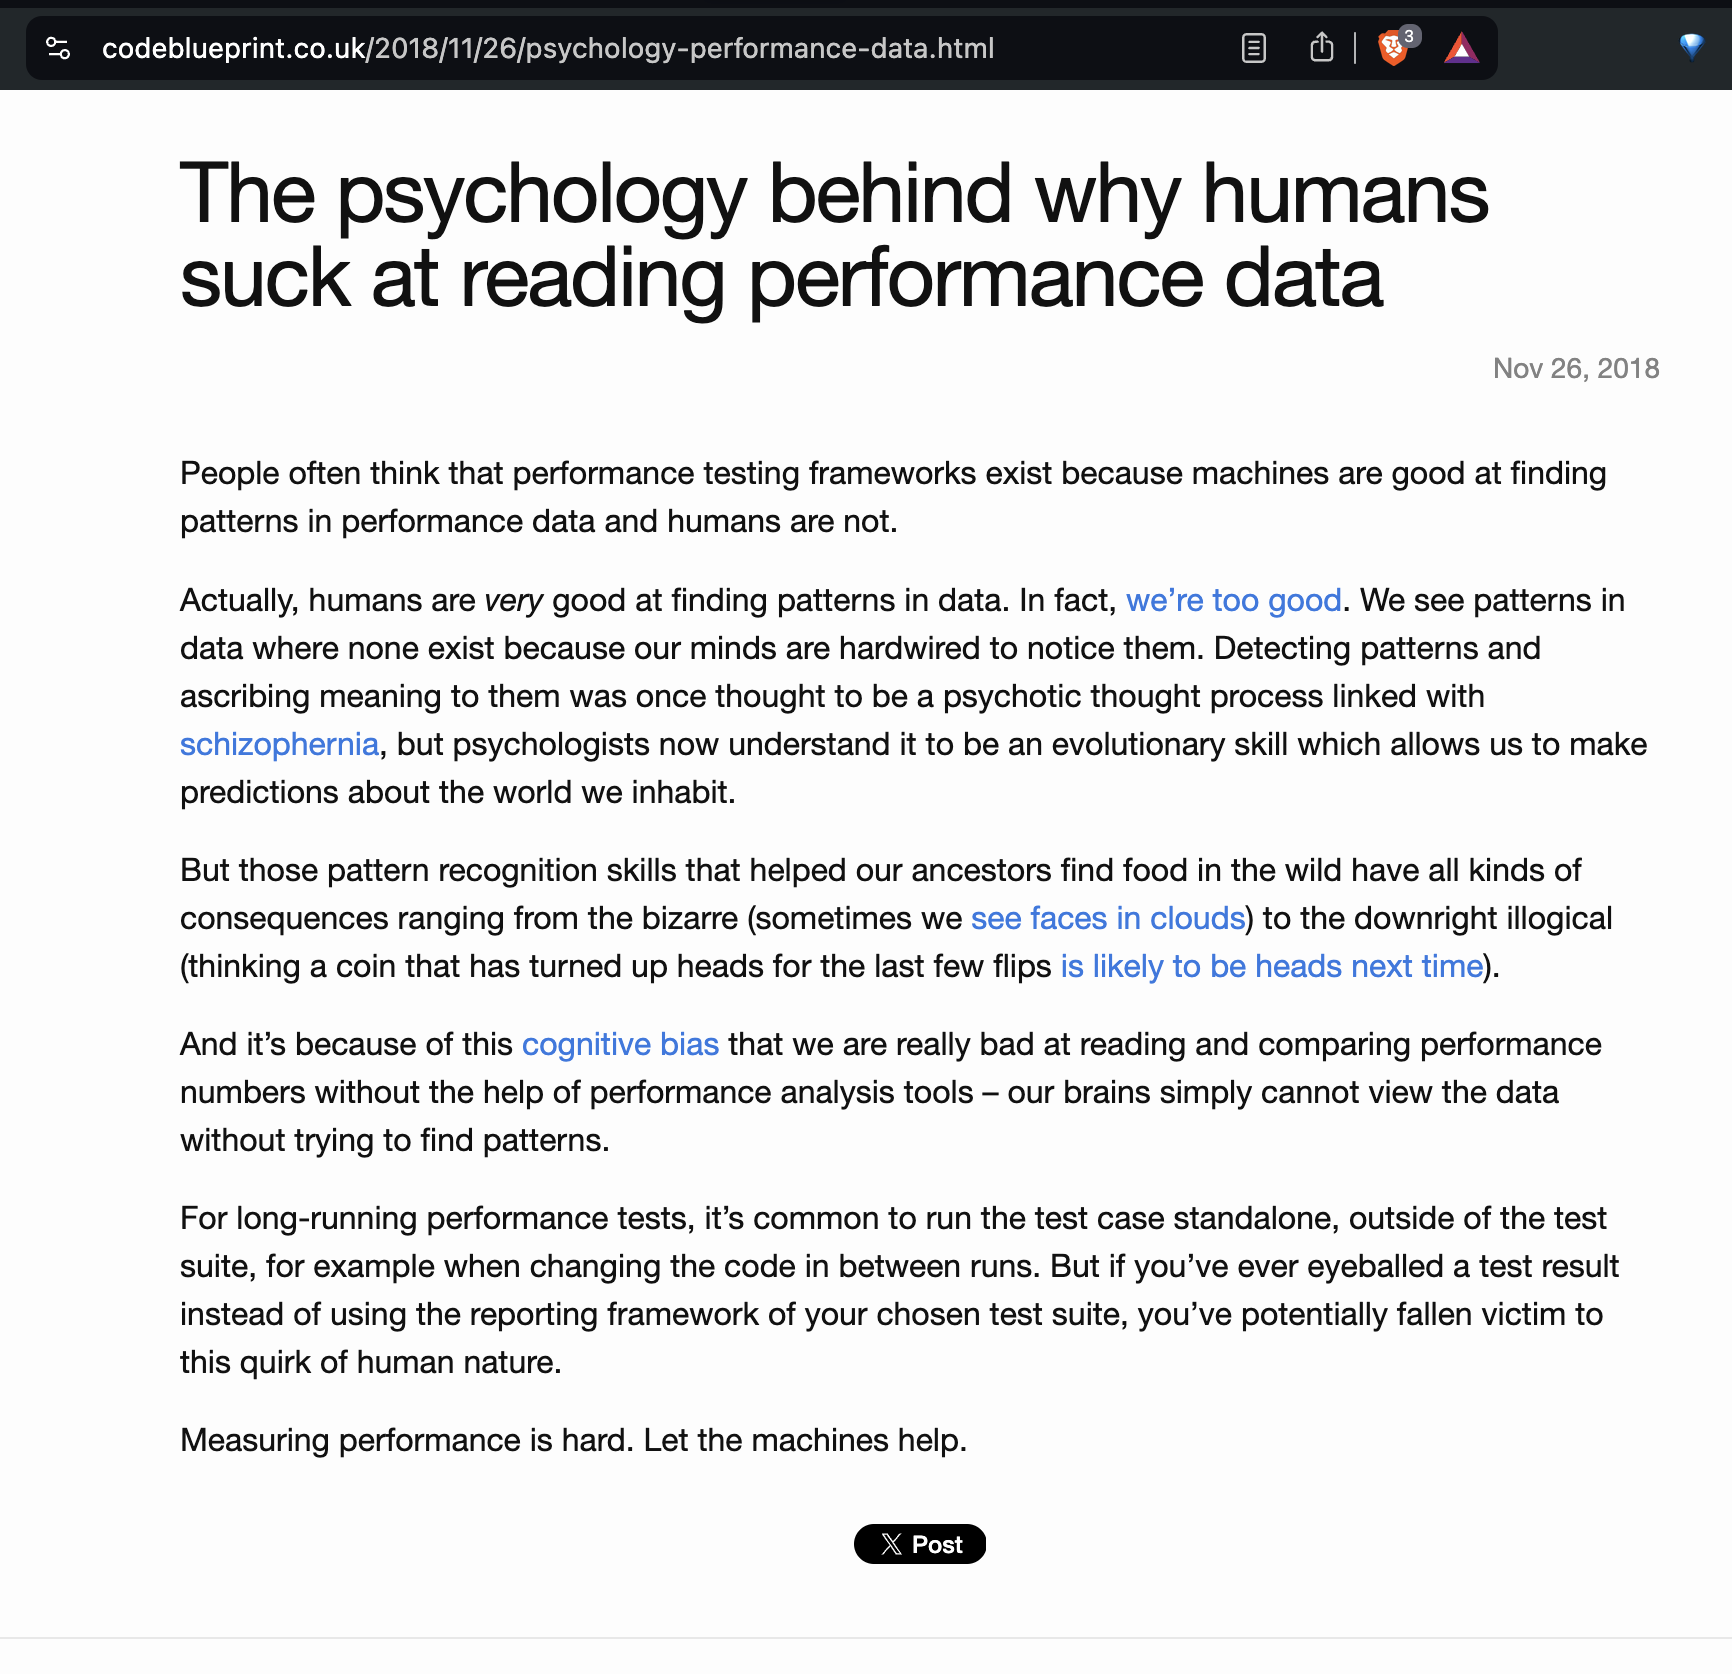 codeblueprint.co.uk/2018/11/26/psychology-performance-data.html
3
The psychology behind why humans
suck at reading performance data
Nov 26, 2018
People often think that performance testing frameworks exist because machines are good at finding
patterns in performance data and humans are not.
Actually, humans are very good at finding patterns in data. In fact, we’re too good. We see patterns in
data where none exist because our minds are hardwired to notice them. Detecting patterns and
ascribing meaning to them was once thought to be a psychotic thought process linked with
schizophernia, but psychologists now understand it to be an evolutionary skill which allows us to make
predictions about the world we inhabit.
But those pattern recognition skills that helped our ancestors find food in the wild have all kinds of
consequences ranging from the bizarre (sometimes we see faces in clouds) to the downright illogical
(thinking a coin that has turned up heads for the last few flips is likely to be heads next time).
And it’s because of this cognitive bias that we are really bad at reading and comparing performance
numbers without the help of performance analysis tools – our brains simply cannot view the data
without trying to find patterns.
For long-running performance tests, it’s common to run the test case standalone, outside of the test
suite, for example when changing the code in between runs. But if you’ve ever eyeballed a test result
instead of using the reporting framework of your chosen test suite, you’ve potentially fallen victim to
this quirk of human nature.
Measuring performance is hard. Let the machines help.
X Post